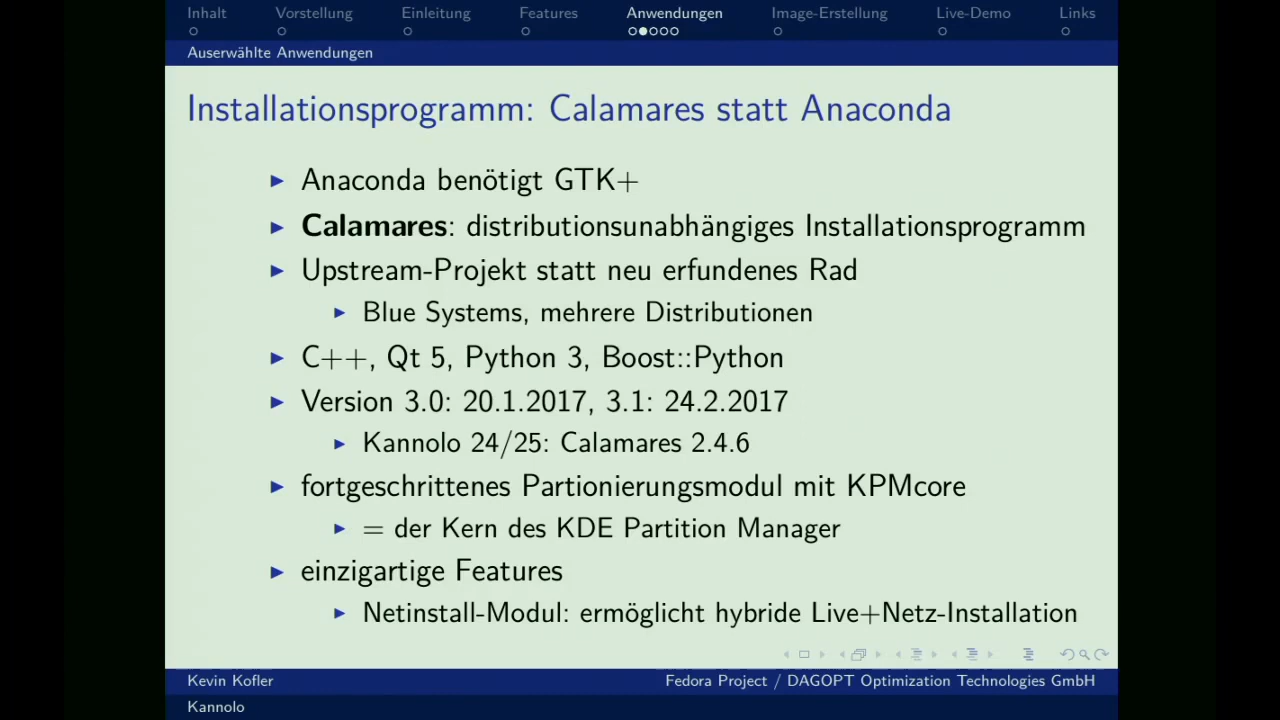 Inhalt Vorstellung Einleitung Features Anwendungen Image-Erstellung Live-Demo Links
Auserwählte Anwendungen
Installationsprogramm: Calamares statt Anaconda
Anaconda benötigt GTK+
Calamares: distributionsunabhängiges Installationsprogramm
Upstream-Projekt statt neu erfundenes Rad
Blue Systems, mehrere Distributionen
C++, Qt 5, Python 3, Boost::Python
Version 3.0: 20.1.2017, 3.1: 24.2.2017
Kannolo 24/25: Calamares 2.4.6
fortgeschrittenes Partionierungsmodul mit KPMcore
= der Kern des KDE Partition Manager
einzigartige Features
Netinstall-Modul: ermöglicht hybride Live+Netz-Installation
Kevin Kofler Fedora Project / DAGOPT Optimization Technologies GmbH
Kannolo